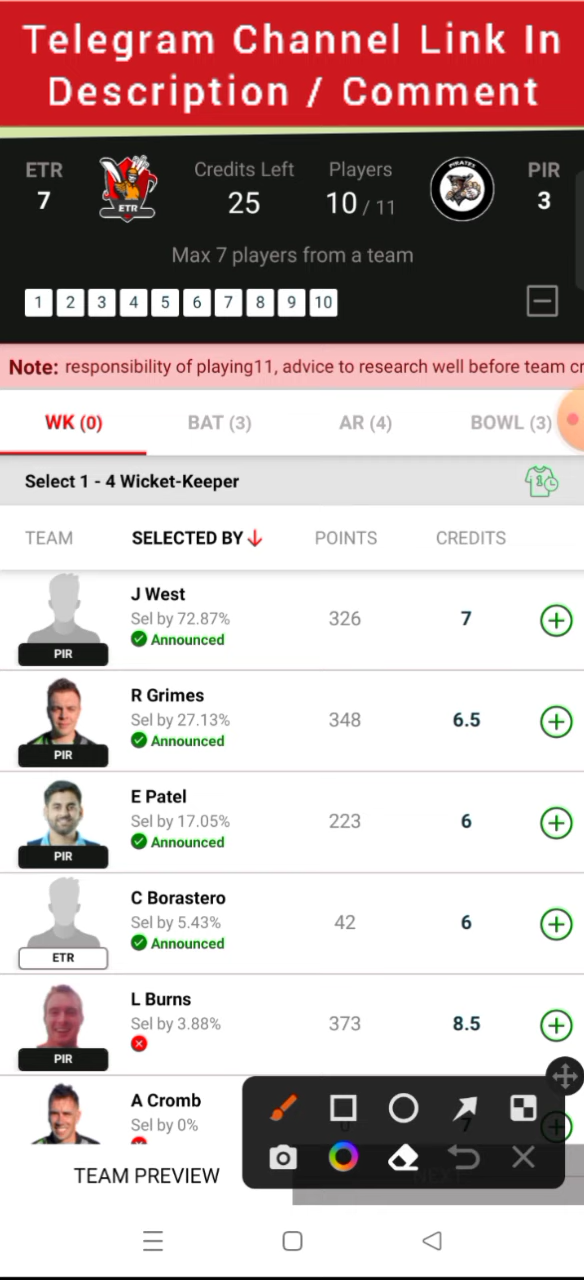 Telegram Channel Link In
Description / Comment
ETR
7
ETR
Credits Left
25
Players
10 / 11
PIRATES
PIR
3
Max 7 players from a team
1 2 3 4 5 6 7 8 9 10
Note: responsibility of playing11, advice to research well before team cr
WK (0) BAT (3) AR (4) BOWL (3)
Select 1 - 4 Wicket-Keeper
TEAM SELECTED BY POINTS CREDITS
J West
Sel by 72.87%
Announced
PIR
326
7
R Grimes
Sel by 27.13%
Announced
PIR
348
6.5
E Patel
Sel by 17.05%
Announced
PIR
223
6
C Borastero
Sel by 5.43%
Announced
ETR
42
6
L Burns
Sel by 3.88%
PIR
373
8.5
A Cromb
Sel by 0%
0
7
TEAM PREVIEW
NEXT